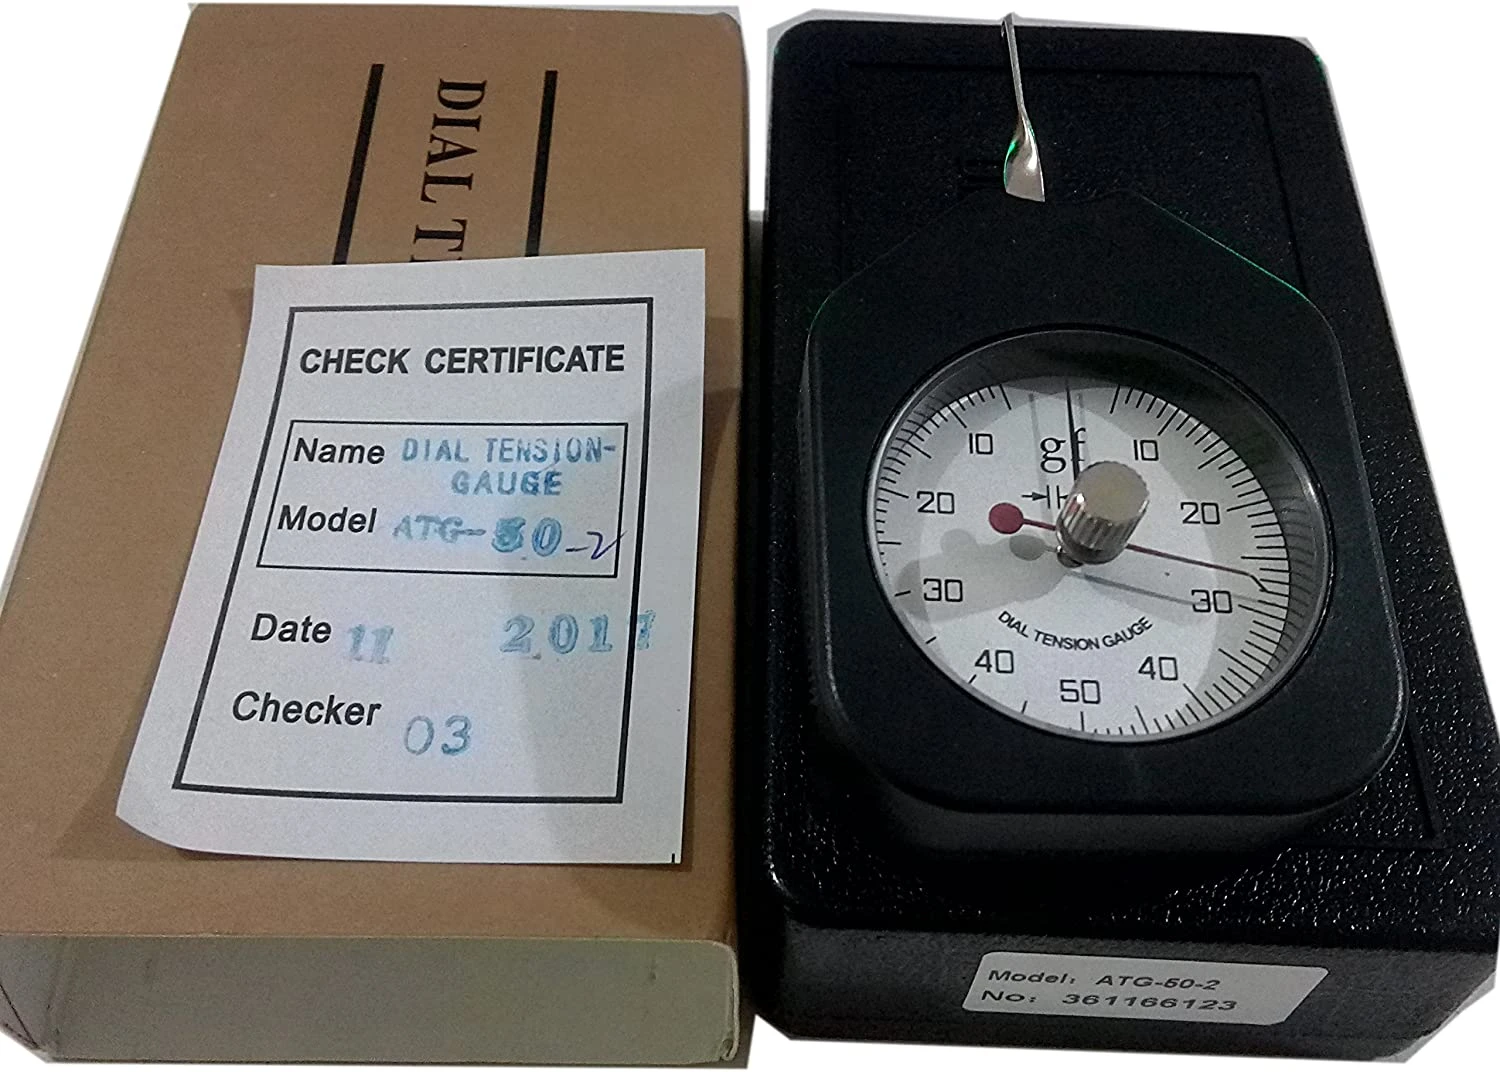 DIAL T
CHECK CERTIFICATE
Name DIAL TENSION-
GAUGE
Model ATG-50-2
Date 11 2017
Checker 03
gf
10 10
20 20
30 30
40 40
50
DIAL TENSION GAUGE
Model: ATG-50-2
No: 361166123